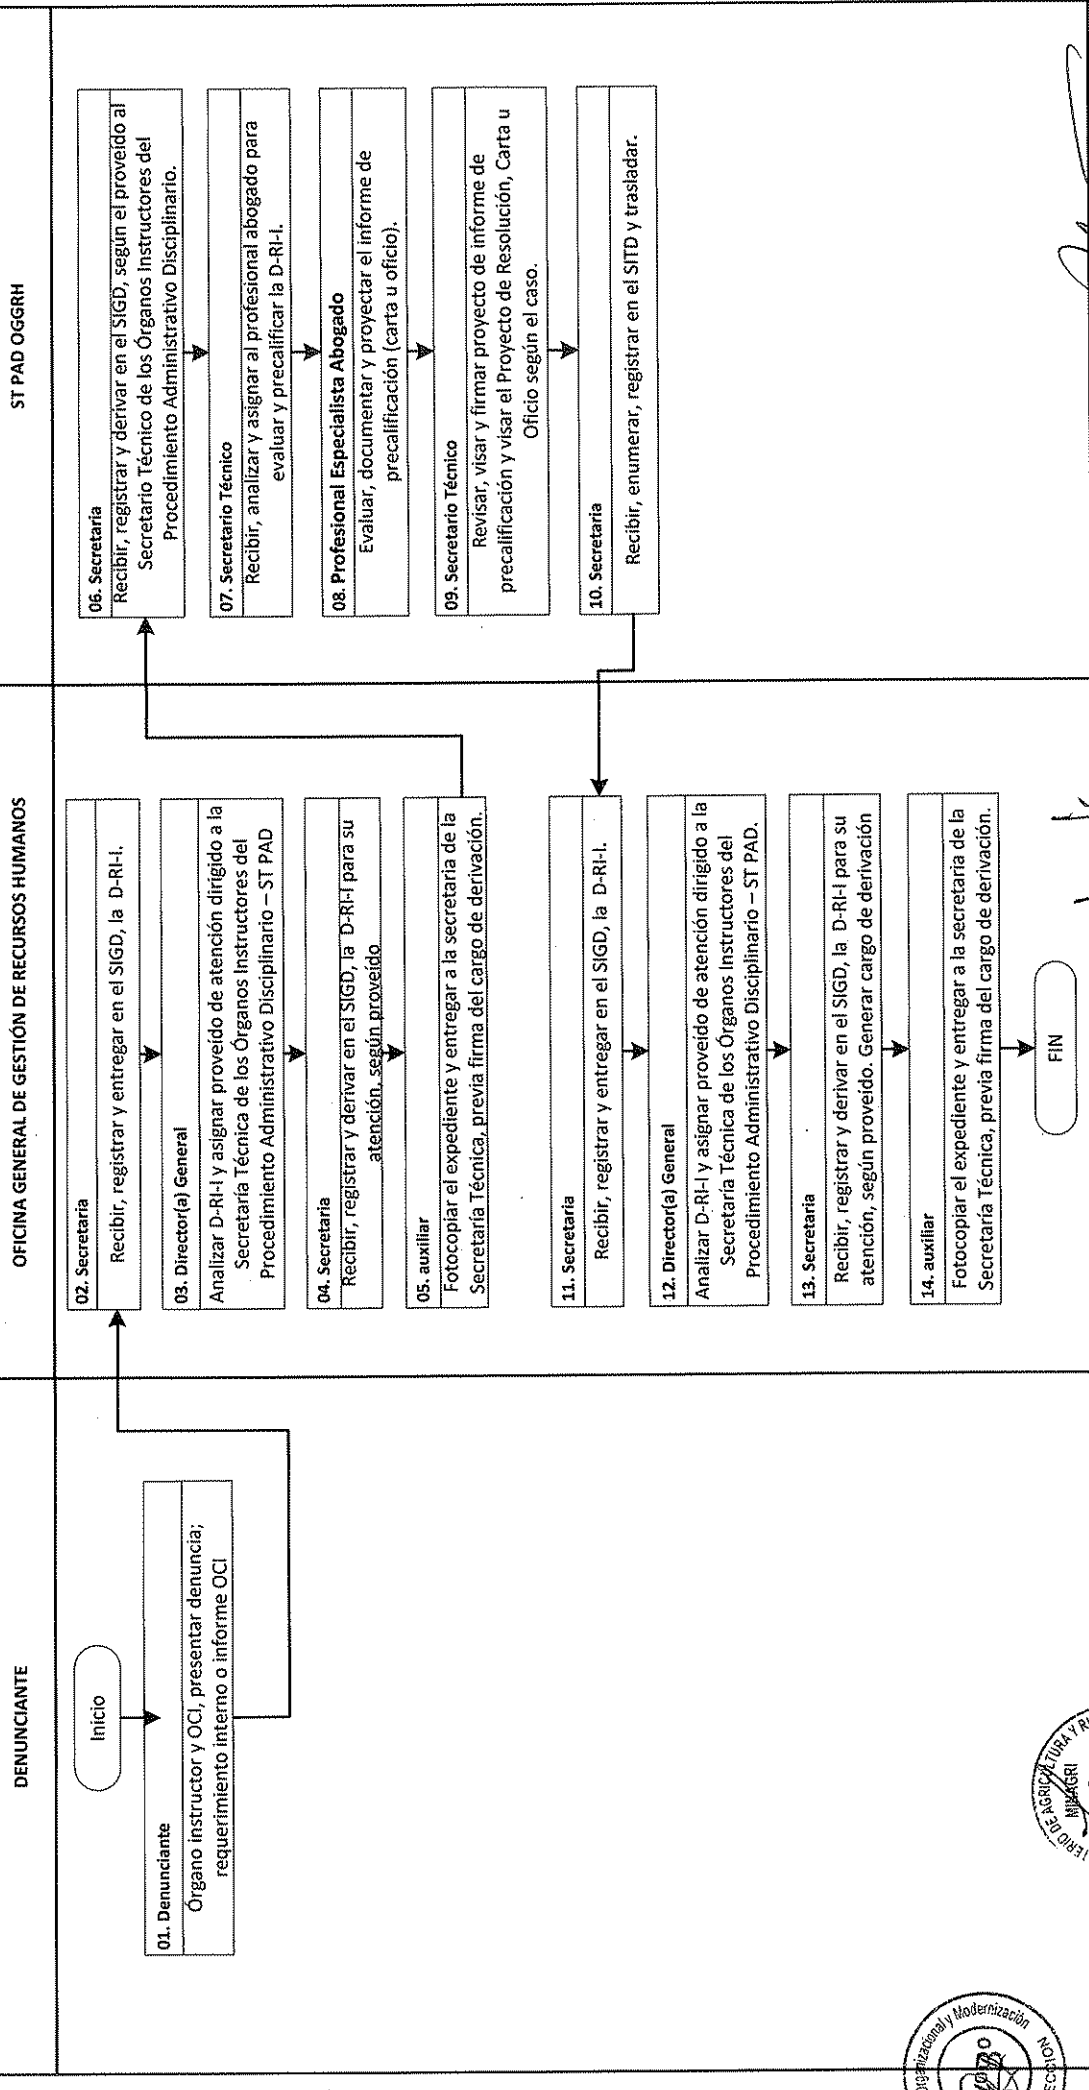 DENUNCIANTE
OFICINA GENERAL DE GESTIÓN DE RECURSOS HUMANOS
ST PAD OGGRH
Inicio
01. Denunciante
Órgano instructor y OCI, presentar denuncia;
requerimiento interno o informe OCI
02. Secretaria
Recibir, registrar y entregar en el SIGD, la D-RI-I.
03. Director(a) General
Analizar D-RI-I y asignar proveído de atención dirigido a la
Secretaría Técnica de los Órganos Instructores del
Procedimiento Administrativo Disciplinario – ST PAD
04. Secretaria
Recibir, registrar y derivar en el SIGD, la D-RI-I para su
atención, según proveído
05. auxiliar
Fotocopiar el expediente y entregar a la secretaria de la
Secretaría Técnica, previa firma del cargo de derivación.
06. Secretaria
Recibir, registrar y derivar en el SIGD, según el proveído al
Secretario Técnico de los Órganos Instructores del
Procedimiento Administrativo Disciplinario.
07. Secretario Técnico
Recibir, analizar y asignar al profesional abogado para
evaluar y precalificar la D-RI-I.
08. Profesional Especialista Abogado
Evaluar, documentar y proyectar el informe de
precalificación (carta u oficio).
09. Secretario Técnico
Revisar, visar y firmar proyecto de informe de
precalificación y visar el Proyecto de Resolución, Carta u
Oficio según el caso.
10. Secretaria
Recibir, enumerar, registrar en el SITD y trasladar.
11. Secretaria
Recibir, registrar y entregar en el SIGD, la D-RI-I.
12. Director(a) General
Analizar D-RI-I y asignar proveído de atención dirigido a la
Secretaría Técnica de los Órganos Instructores del
Procedimiento Administrativo Disciplinario – ST PAD.
13. Secretaria
Recibir, registrar y derivar en el SIGD, la D-RI-I para su
atención, según proveído. Generar cargo de derivación
14. auxiliar
Fotocopiar el expediente y entregar a la secretaría de la
Secretaría Técnica, previa firma del cargo de derivación.
FIN
DE AGRICULTURA Y
MINAGRI
y Modernización